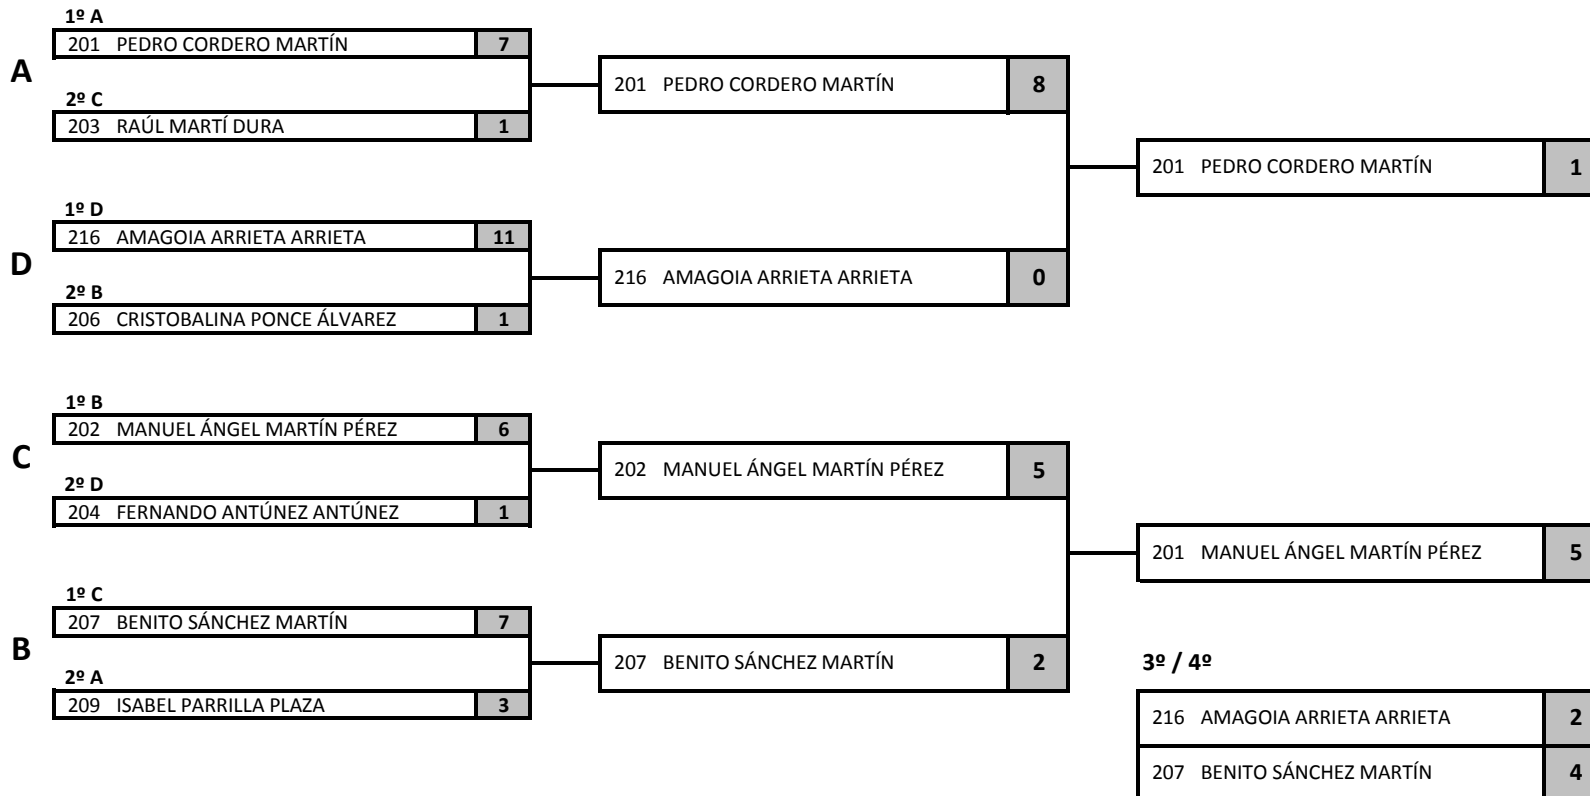 1º A
201 PEDRO CORDERO MARTÍN 7
A
2º C
203 RAÚL MARTÍ DURA 1
201 PEDRO CORDERO MARTÍN 8
1º D
216 AMAGOIA ARRIETA ARRIETA 11
D
2º B
206 CRISTOBALINA PONCE ÁLVAREZ 1
216 AMAGOIA ARRIETA ARRIETA 0
201 PEDRO CORDERO MARTÍN 1
1º B
202 MANUEL ÁNGEL MARTÍN PÉREZ 6
C
2º D
204 FERNANDO ANTÚNEZ ANTÚNEZ 1
202 MANUEL ÁNGEL MARTÍN PÉREZ 5
1º C
207 BENITO SÁNCHEZ MARTÍN 7
B
2º A
209 ISABEL PARRILLA PLAZA 3
207 BENITO SÁNCHEZ MARTÍN 2
201 MANUEL ÁNGEL MARTÍN PÉREZ 5
3º / 4º
216 AMAGOIA ARRIETA ARRIETA 2
207 BENITO SÁNCHEZ MARTÍN 4